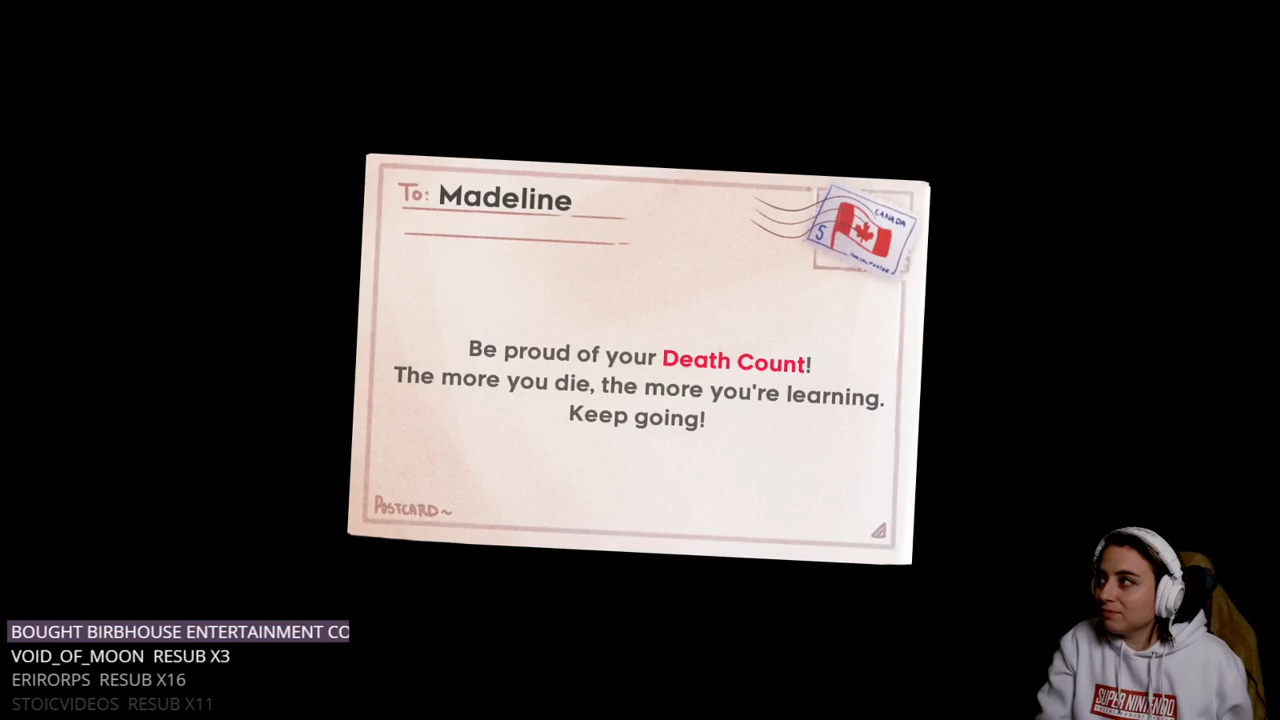 To: Madeline
CANADA
5
Be proud of your Death Count!
The more you die, the more you're learning.
Keep going!
POSTCARD~
BOUGHT BIRBHOUSE ENTERTAINMENT CO
VOID_OF_MOON RESUB X3
ERIRORPS RESUB X16
STOICVIDEOS RESUB X11
SUPER NINTENDO